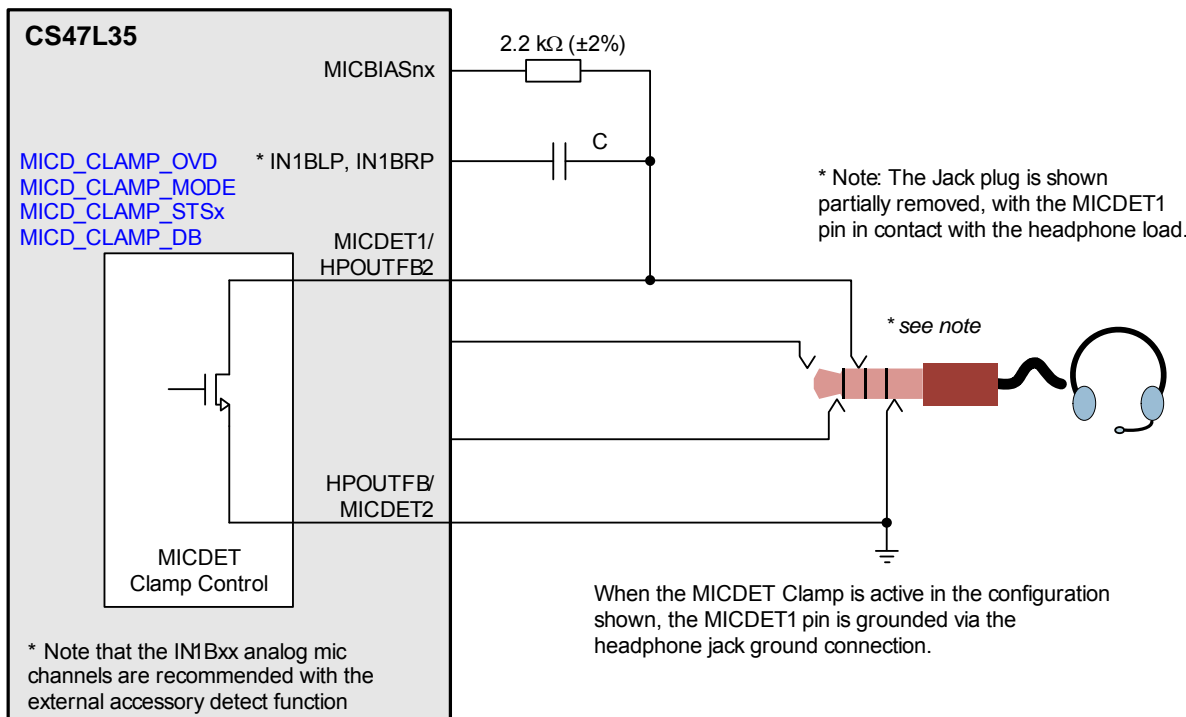 CS47L35
2.2 kΩ (±2%)
MICBIASnx
C
* IN1BLP, IN1BRP
MICD_CLAMP_OVD
MICD_CLAMP_MODE
MICD_CLAMP_STSx
MICD_CLAMP_DB
* Note: The Jack plug is shown
partially removed, with the MICDET1
pin in contact with the headphone load.
MICDET1/
HPOUTFB2
* see note
HPOUTFB/
MICDET2
MICDET
Clamp Control
When the MICDET Clamp is active in the configuration
shown, the MICDET1 pin is grounded via the
headphone jack ground connection.
* Note that the IN1Bxx analog mic
channels are recommended with the
external accessory detect function